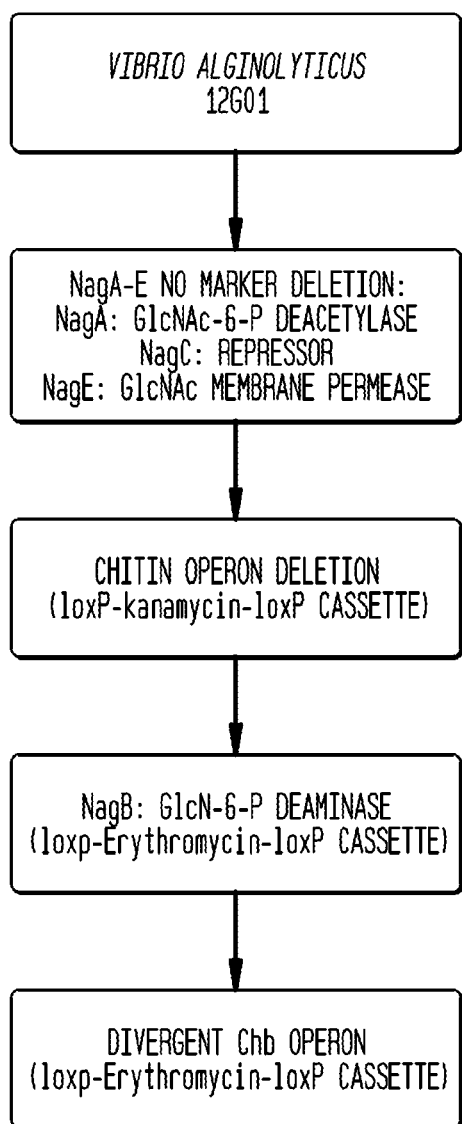 VIBRIO ALGINOLYTICUS
12G01
NagA-E NO MARKER DELETION:
NagA: GlcNAc-6-P DEACETYLASE
NagC: REPRESSOR
NagE: GlcNAc MEMBRANE PERMEASE
CHITIN OPERON DELETION
(loxP-kanamycin-loxP CASSETTE)
NagB: GlcN-6-P DEAMINASE
(loxp-Erythromycin-loxP CASSETTE)
DIVERGENT Chb OPERON
(loxp-Erythromycin-loxP CASSETTE)